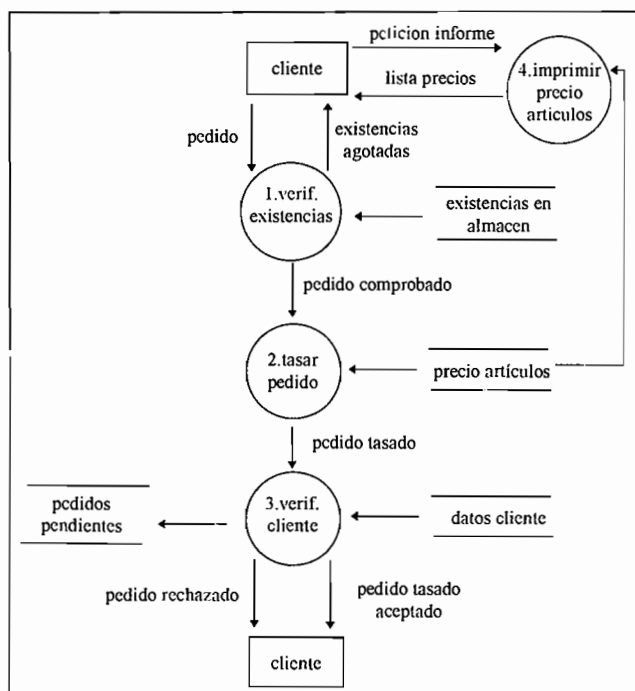 peticion informe
cliente
4.imprimir
precio
articulos
lista precios
pedido
existencias
agotadas
1.verif.
existencias
existencias en
almacen
pedido comprobado
2.tasar
pedido
precio artículos
pedido tasado
pedidos
pendientes
3.verif.
cliente
datos cliente
pedido rechazado
pedido tasado
aceptado
cliente